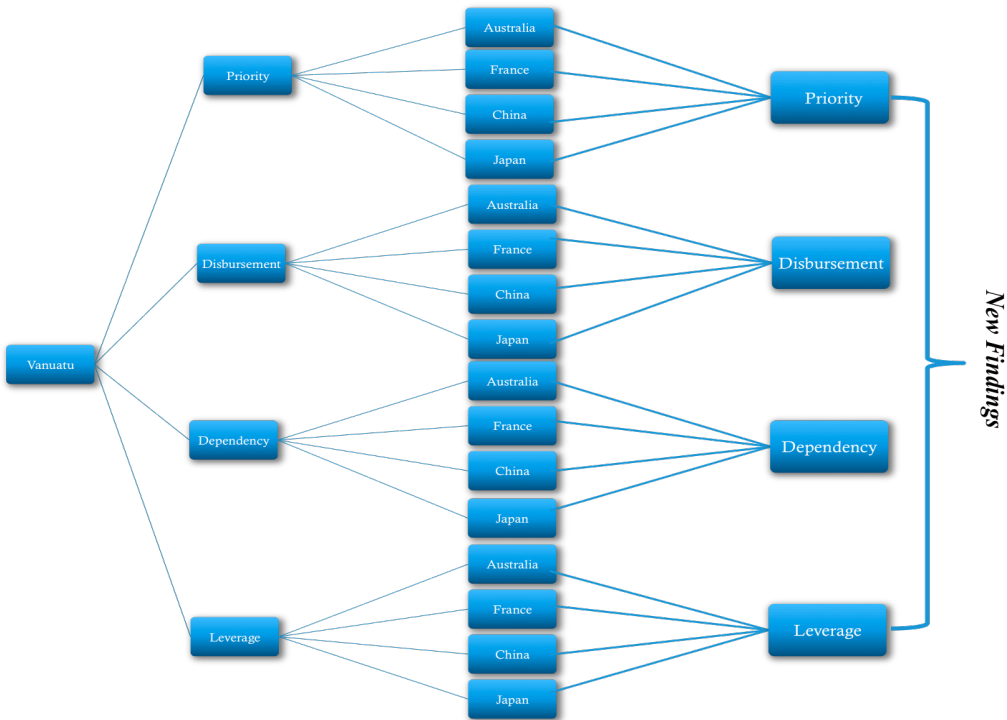 Vanuatu
Priority
Disbursement
Dependency
Leverage
Australia
France
China
Japan
Australia
France
China
Japan
Australia
France
China
Japan
Australia
France
China
Japan
Priority
Disbursement
Dependency
Leverage
New Findings